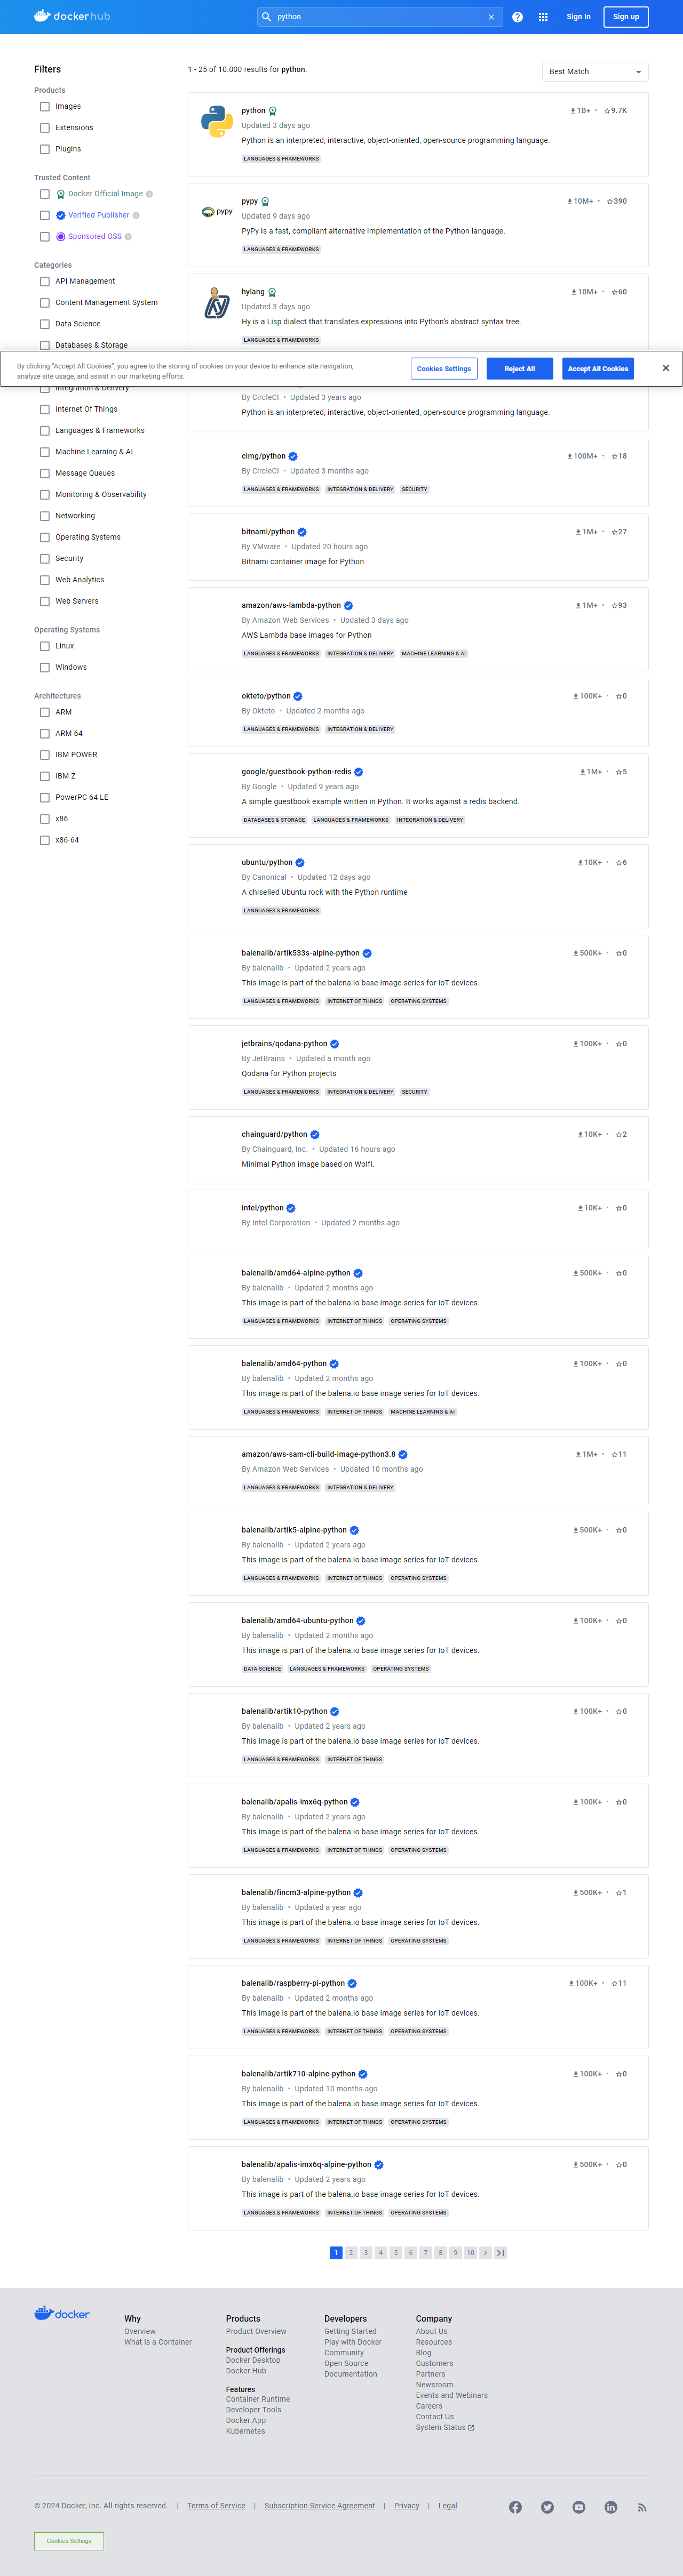 docker hub
python
Sign In
Sign up
Filters
Products
Images
Extensions
Plugins
Trusted Content
Docker Official Image
Verified Publisher
Sponsored OSS
Categories
API Management
Content Management System
Data Science
Databases & Storage
Integration & Delivery
Internet Of Things
Languages & Frameworks
Machine Learning & AI
Message Queues
Monitoring & Observability
Networking
Operating Systems
Security
Web Analytics
Web Servers
Operating Systems
Linux
Windows
Architectures
ARM
ARM 64
IBM POWER
IBM Z
PowerPC 64 LE
x86
x86-64
1 - 25 of 10.000 results for python.
Best Match
python 1B+ • 9.7K
Updated 3 days ago
Python is an interpreted, interactive, object-oriented, open-source programming language.
LANGUAGES & FRAMEWORKS
pypy
pypy 10M+ • 390
Updated 9 days ago
PyPy is a fast, compliant alternative implementation of the Python language.
LANGUAGES & FRAMEWORKS
hylang 10M+ • 60
Updated 3 days ago
Hy is a Lisp dialect that translates expressions into Python's abstract syntax tree.
LANGUAGES & FRAMEWORKS
By clicking "Accept All Cookies", you agree to the storing of cookies on your device to enhance site navigation,
analyze site usage, and assist in our marketing efforts.
Cookies Settings
Reject All
Accept All Cookies
By CircleCI • Updated 3 years ago
Python is an interpreted, interactive, object-oriented, open-source programming language.
cimg/python 100M+ • 18
By CircleCI • Updated 3 months ago
LANGUAGES & FRAMEWORKS INTEGRATION & DELIVERY SECURITY
bitnami/python 1M+ • 27
By VMware • Updated 20 hours ago
Bitnami container image for Python
amazon/aws-lambda-python 1M+ • 93
By Amazon Web Services • Updated 3 days ago
AWS Lambda base images for Python
LANGUAGES & FRAMEWORKS INTEGRATION & DELIVERY MACHINE LEARNING & AI
okteto/python 100K+ • 0
By Okteto • Updated 2 months ago
LANGUAGES & FRAMEWORKS INTEGRATION & DELIVERY
google/guestbook-python-redis 1M+ • 5
By Google • Updated 9 years ago
A simple guestbook example written in Python. It works against a redis backend.
DATABASES & STORAGE LANGUAGES & FRAMEWORKS INTEGRATION & DELIVERY
ubuntu/python 10K+ • 6
By Canonical • Updated 12 days ago
A chiselled Ubuntu rock with the Python runtime
LANGUAGES & FRAMEWORKS
balenalib/artik533s-alpine-python 500K+ • 0
By balenalib • Updated 2 years ago
This image is part of the balena.io base image series for IoT devices.
LANGUAGES & FRAMEWORKS INTERNET OF THINGS OPERATING SYSTEMS
jetbrains/qodana-python 100K+ • 0
By JetBrains • Updated a month ago
Qodana for Python projects
LANGUAGES & FRAMEWORKS INTEGRATION & DELIVERY SECURITY
chainguard/python 10K+ • 2
By Chainguard, Inc. • Updated 16 hours ago
Minimal Python image based on Wolfi.
intel/python 10K+ • 0
By Intel Corporation • Updated 2 months ago
balenalib/amd64-alpine-python 500K+ • 0
By balenalib • Updated 2 months ago
This image is part of the balena.io base image series for IoT devices.
LANGUAGES & FRAMEWORKS INTERNET OF THINGS OPERATING SYSTEMS
balenalib/amd64-python 100K+ • 0
By balenalib • Updated 2 months ago
This image is part of the balena.io base image series for IoT devices.
LANGUAGES & FRAMEWORKS INTERNET OF THINGS MACHINE LEARNING & AI
amazon/aws-sam-cli-build-image-python3.8 1M+ • 11
By Amazon Web Services • Updated 10 months ago
LANGUAGES & FRAMEWORKS INTEGRATION & DELIVERY
balenalib/artik5-alpine-python 500K+ • 0
By balenalib • Updated 2 years ago
This image is part of the balena.io base image series for IoT devices.
LANGUAGES & FRAMEWORKS INTERNET OF THINGS OPERATING SYSTEMS
balenalib/amd64-ubuntu-python 100K+ • 0
By balenalib • Updated 2 months ago
This image is part of the balena.io base image series for IoT devices.
DATA SCIENCE LANGUAGES & FRAMEWORKS OPERATING SYSTEMS
balenalib/artik10-python 100K+ • 0
By balenalib • Updated 2 years ago
This image is part of the balena.io base image series for IoT devices.
LANGUAGES & FRAMEWORKS INTERNET OF THINGS
balenalib/apalis-imx6q-python 100K+ • 0
By balenalib • Updated 2 years ago
This image is part of the balena.io base image series for IoT devices.
LANGUAGES & FRAMEWORKS INTERNET OF THINGS OPERATING SYSTEMS
balenalib/fincm3-alpine-python 500K+ • 1
By balenalib • Updated a year ago
This image is part of the balena.io base image series for IoT devices.
LANGUAGES & FRAMEWORKS INTERNET OF THINGS OPERATING SYSTEMS
balenalib/raspberry-pi-python 100K+ • 11
By balenalib • Updated 2 months ago
This image is part of the balena.io base image series for IoT devices.
LANGUAGES & FRAMEWORKS INTERNET OF THINGS OPERATING SYSTEMS
balenalib/artik710-alpine-python 100K+ • 0
By balenalib • Updated 10 months ago
This image is part of the balena.io base image series for IoT devices.
LANGUAGES & FRAMEWORKS INTERNET OF THINGS OPERATING SYSTEMS
balenalib/apalis-imx6q-alpine-python 500K+ • 0
By balenalib • Updated 2 years ago
This image is part of the balena.io base image series for IoT devices.
LANGUAGES & FRAMEWORKS INTERNET OF THINGS OPERATING SYSTEMS
1 2 3 4 5 6 7 8 9 10
docker
Why
Overview
What is a Container
Products
Product Overview
Product Offerings
Docker Desktop
Docker Hub
Features
Container Runtime
Developer Tools
Docker App
Kubernetes
Developers
Getting Started
Play with Docker
Community
Open Source
Documentation
Company
About Us
Resources
Blog
Customers
Partners
Newsroom
Events and Webinars
Careers
Contact Us
System Status
© 2024 Docker, Inc. All rights reserved. | Terms of Service | Subscription Service Agreement | Privacy | Legal
Cookies Settings